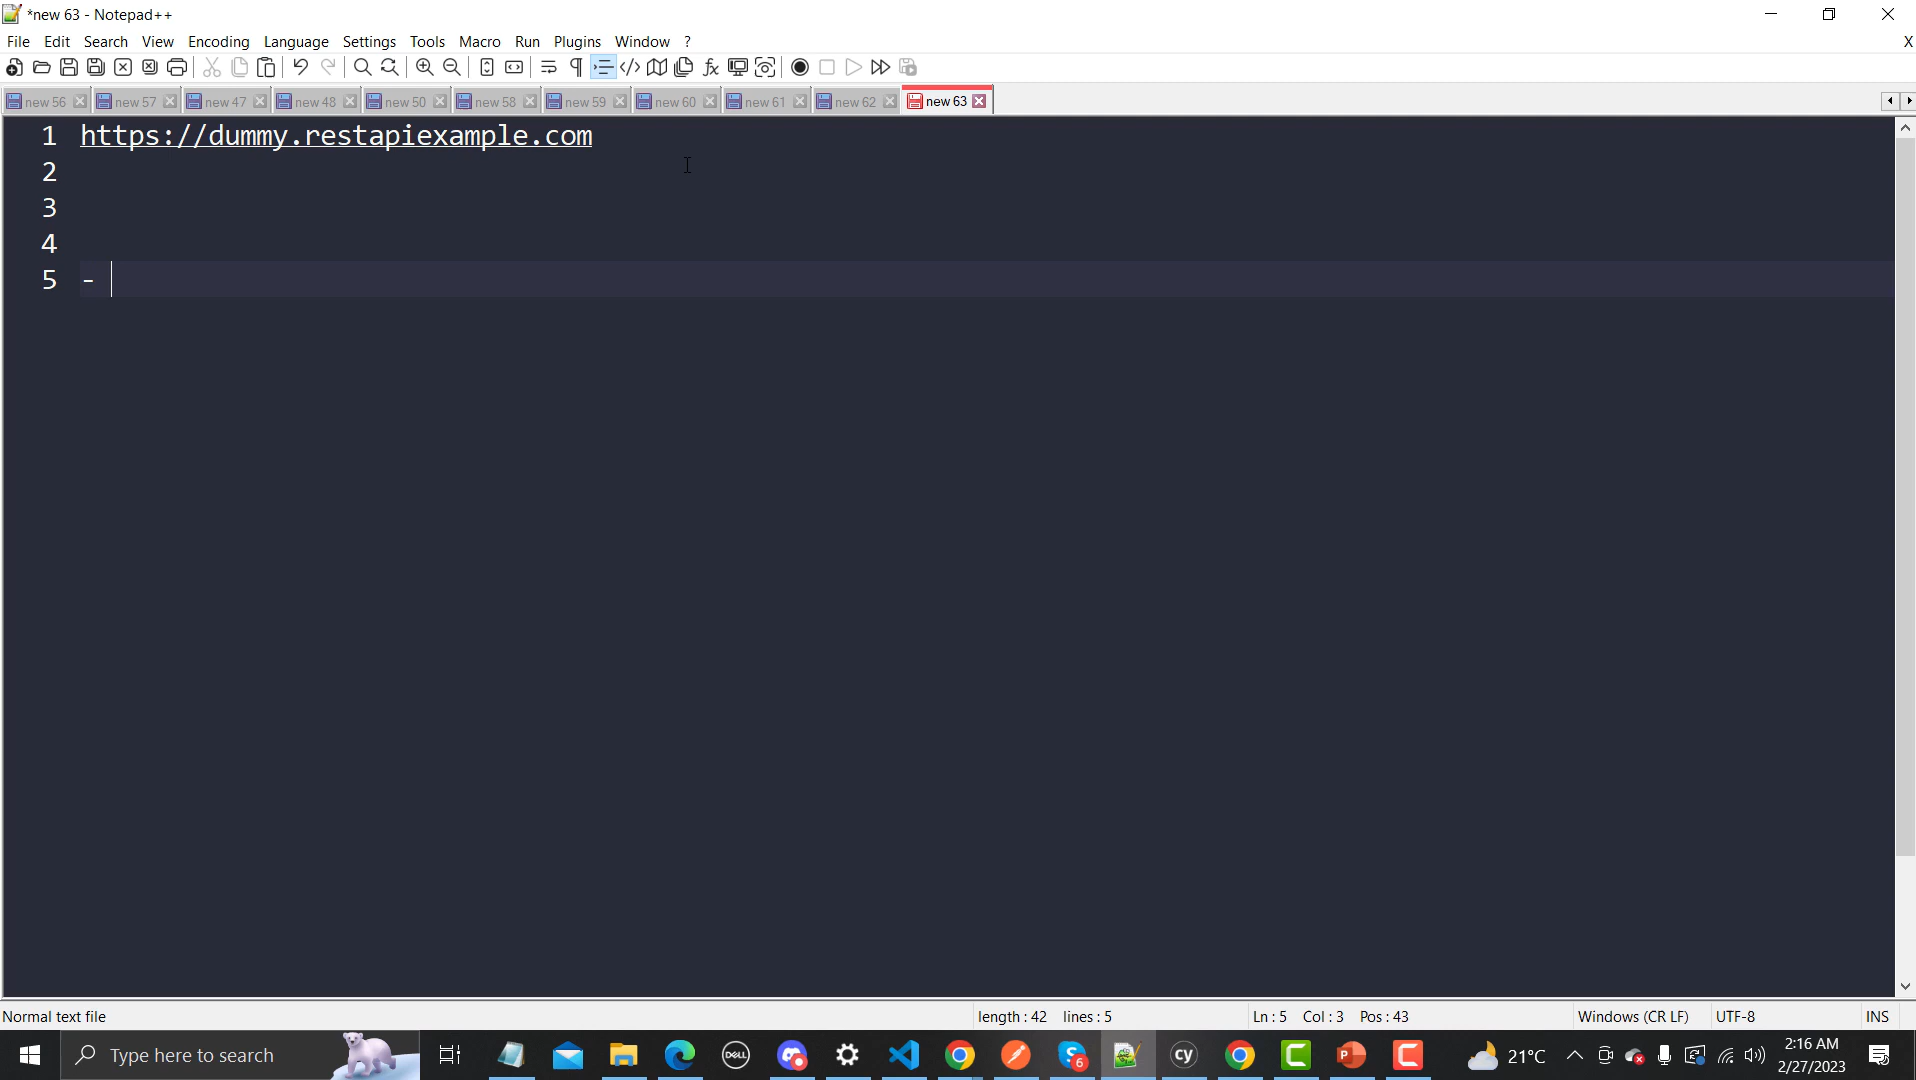 *new 63 - Notepad++
File Edit Search View Encoding Language Settings Tools Macro Run Plugins Window ? X
new 56 new 57 new 47 new 48 new 50 new 58 new 59 new 60 new 61 new 62 new 63
1 https://dummy.restapiexample.com
2
3
4
5 -
Normal text file length : 42 lines : 5 Ln : 5 Col : 3 Pos : 43 Windows (CR LF) UTF-8 INS
Type here to search DELL cy 6 P 21°C 2:16 AM
2/27/2023